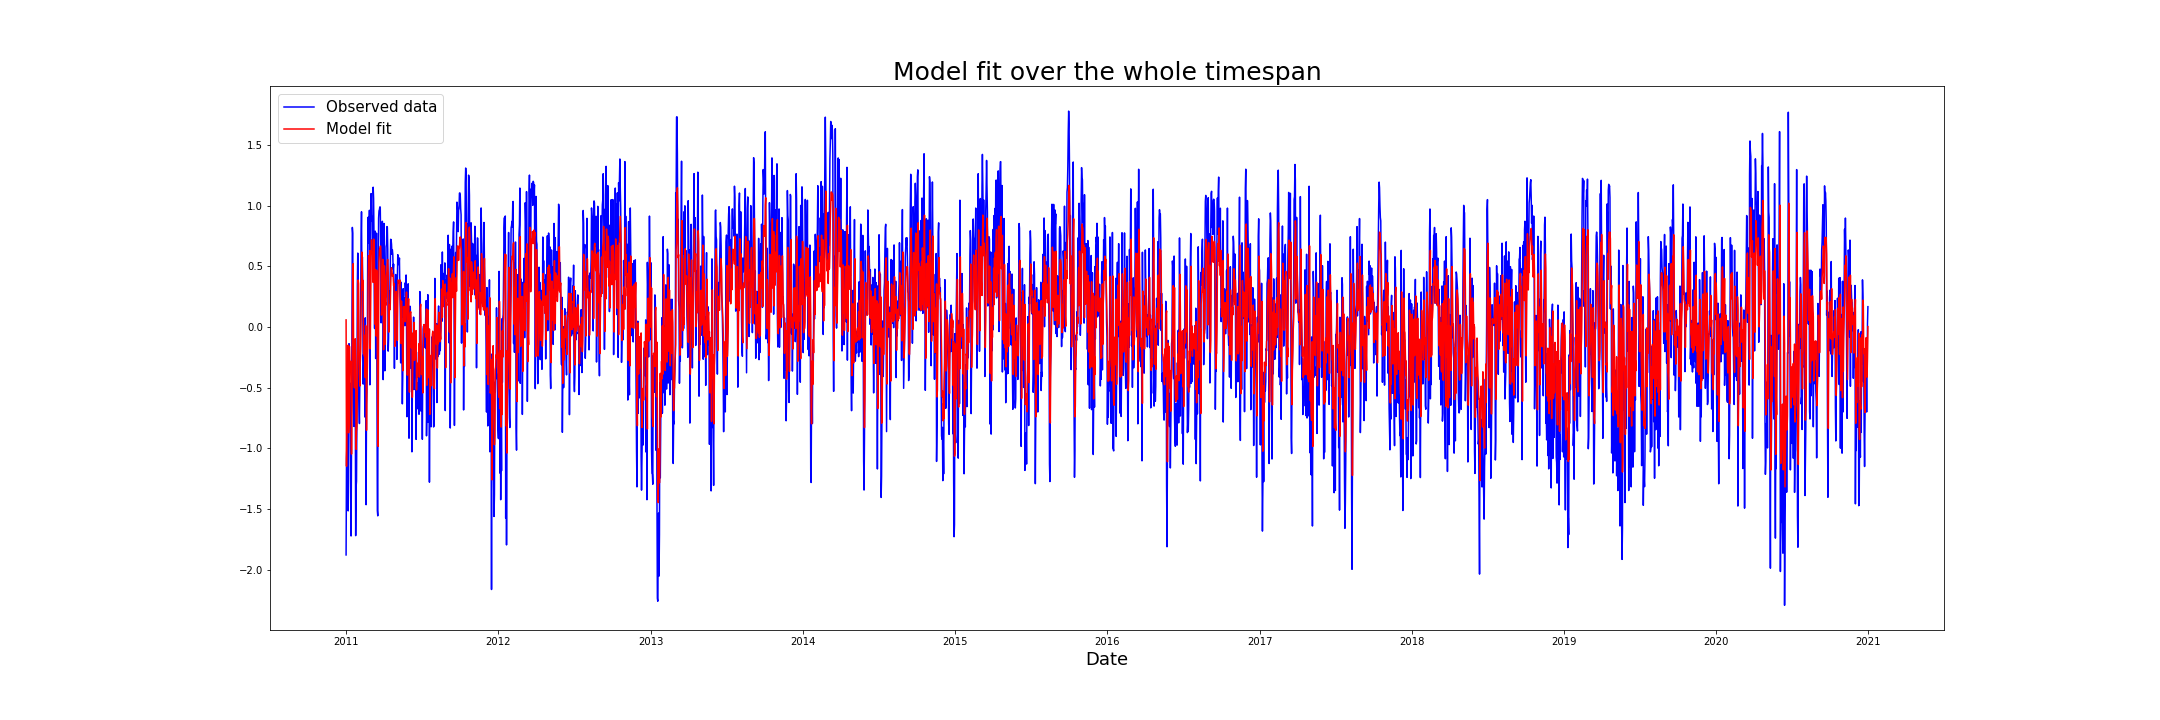 Model fit over the whole timespan
Observed data
Model fit
1.5
1.0
0.5
0.0
−0.5
−1.0
−1.5
−2.0
2011 2012 2013 2014 2015 2016 2017 2018 2019 2020 2021
Date